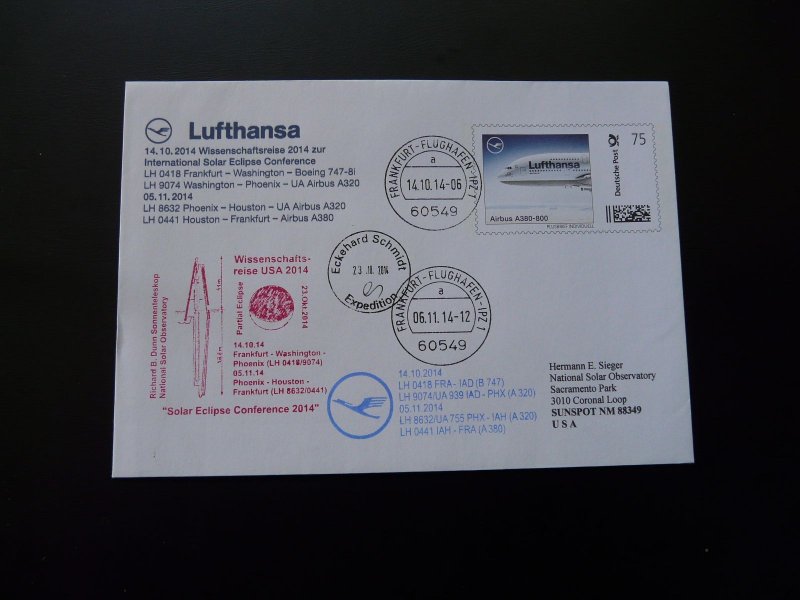 Lufthansa
14.10. 2014 Wissenschaftsreise 2014 zur
International Solar Eclipse Conference
LH 0418 Frankfurt – Washington – Boeing 747-8i
LH 9074 Washington – Phoenix – UA Airbus A320
05.11. 2014
LH 8632 Phoenix – Houston – UA Airbus A320
LH 0441 Houston – Frankfurt – Airbus A380
FRANKFURT-FLUGHAFEN-IPZ 1
a
14.10.14-06
60549
Lufthansa
Airbus A380-800
75
Deutsche Post
PLUSBRIEF INDIVIDUELL
Wissenschafts-
reise USA 2014
Richard B. Dunn Sonnenteleskop
National Solar Observatory
Partial Eclipse
23.Okt.2014
14.10.14
Frankfurt - Washington -
Phoenix (LH 0418/9074)
05.11.14
Phoenix - Houston -
Frankfurt (LH 8632/0441)
"Solar Eclipse Conference 2014"
Eckehard Schmidt
23.10.2014
Expedition
FRANKFURT-FLUGHAFEN-IPZ 1
a
06.11.14-12
60549
14.10.2014
LH 0418 FRA - IAD (B 747)
LH 9074/UA 939 IAD - PHX (A 320)
05.11.2014
LH 8632/UA 755 PHX - IAH (A 320)
LH 0441 IAH - FRA (A 380)
Hermann E. Sieger
National Solar Observatory
Sacramento Park
3010 Coronal Loop
SUNSPOT NM 88349
U S A